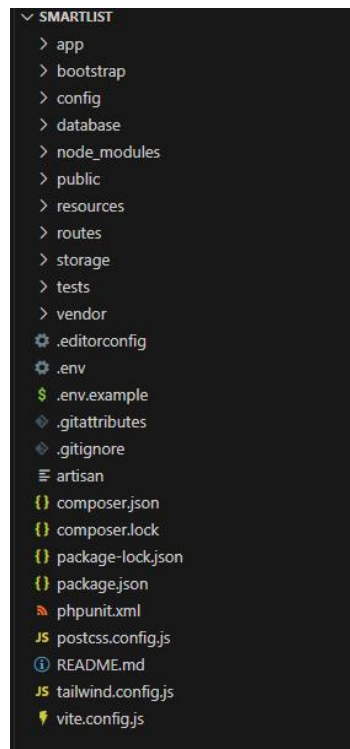 SMARTLIST
app
bootstrap
config
database
node_modules
public
resources
routes
storage
tests
vendor
.editorconfig
.env
$ .env.example
.gitattributes
.gitignore
artisan
{} composer.json
{} composer.lock
{} package-lock.json
{} package.json
phpunit.xml
JS postcss.config.js
README.md
JS tailwind.config.js
vite.config.js